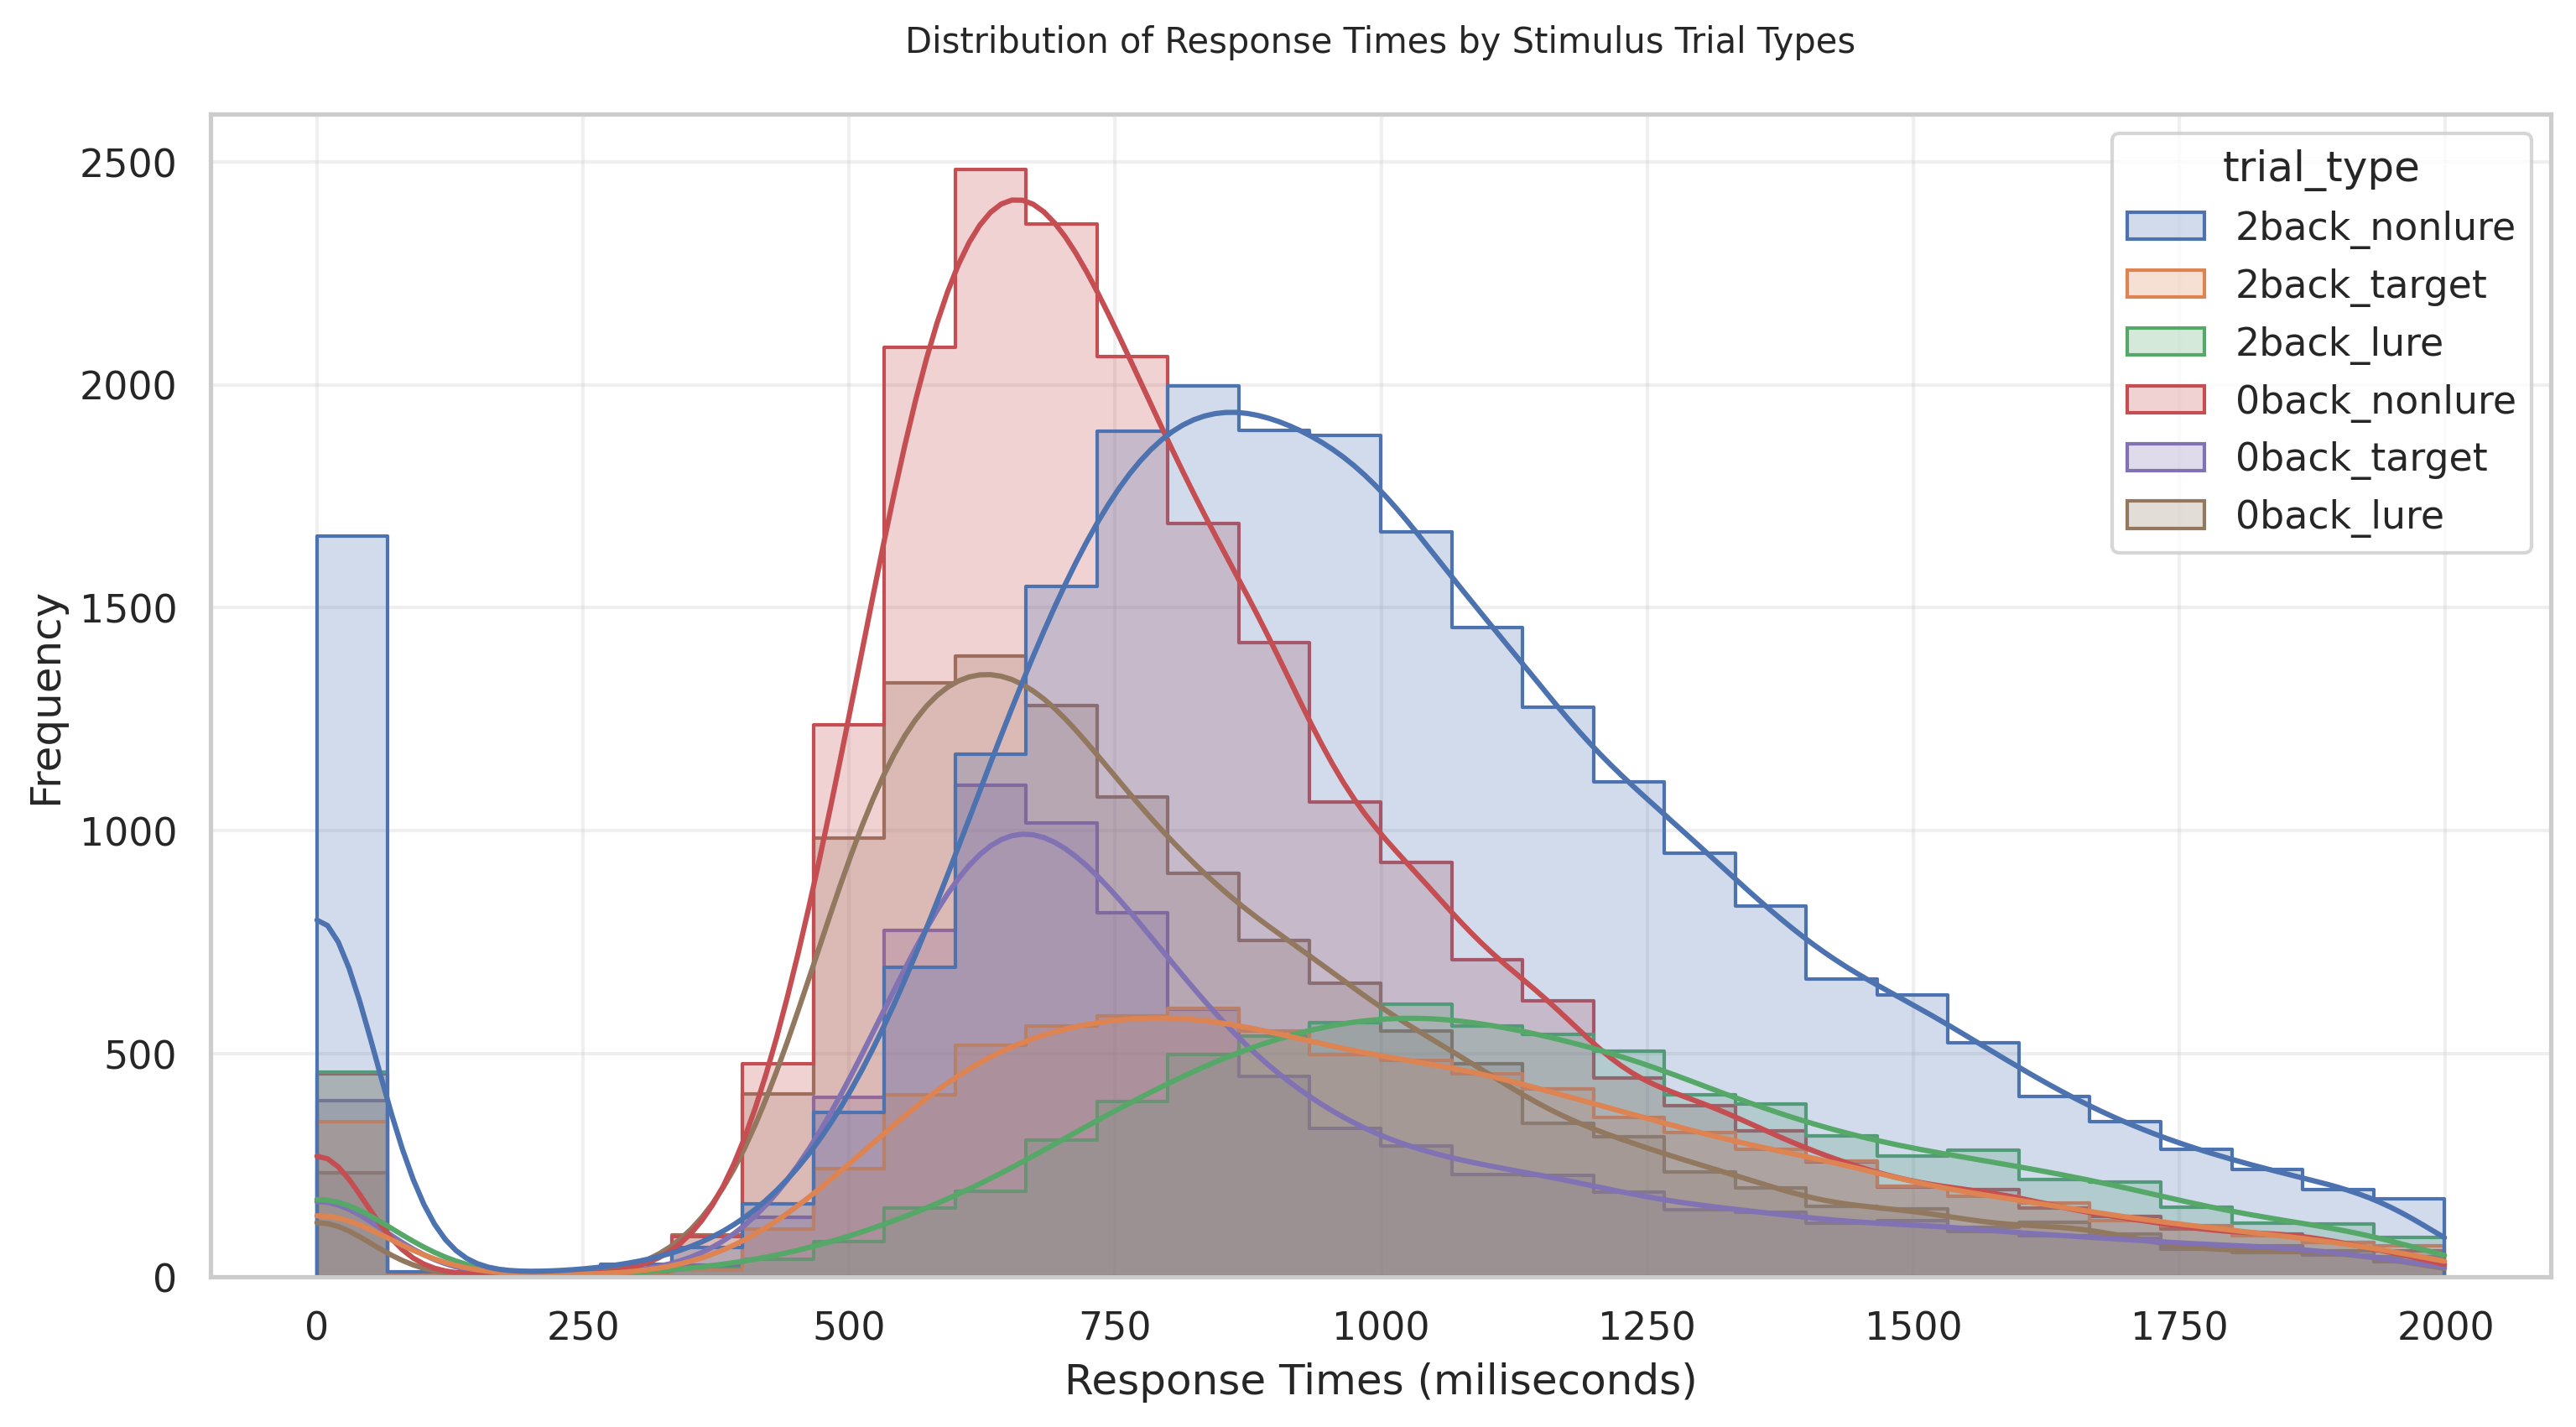 Distribution of Response Times by Stimulus Trial Types
2500
2000
1500
1000
500
0
Frequency
trial_type
2back_nonlure
2back_target
2back_lure
0back_nonlure
0back_target
0back_lure
0 250 500 750 1000 1250 1500 1750 2000
Response Times (miliseconds)